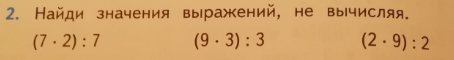 2. Найди значения выражений, не вычисляя.
(7 · 2) : 7 (9 · 3) : 3 (2 · 9) : 2